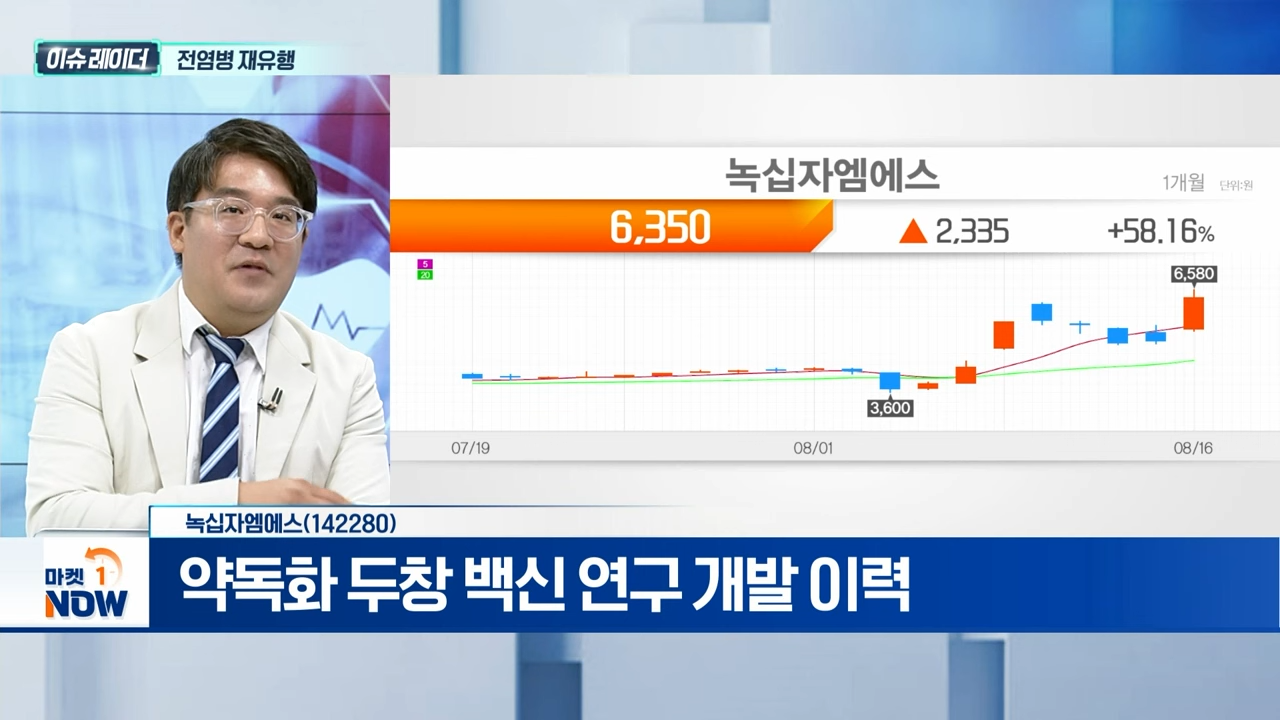 이슈 레이더 전염병 재유행
녹십자엠에스
1개월 단위:원
6,350 ▲ 2,335 +58.16%
5
20
6,580
3,600
07/19 08/01 08/16
녹십자엠에스(142280)
마켓 1
NOW
약독화 두창 백신 연구 개발 이력